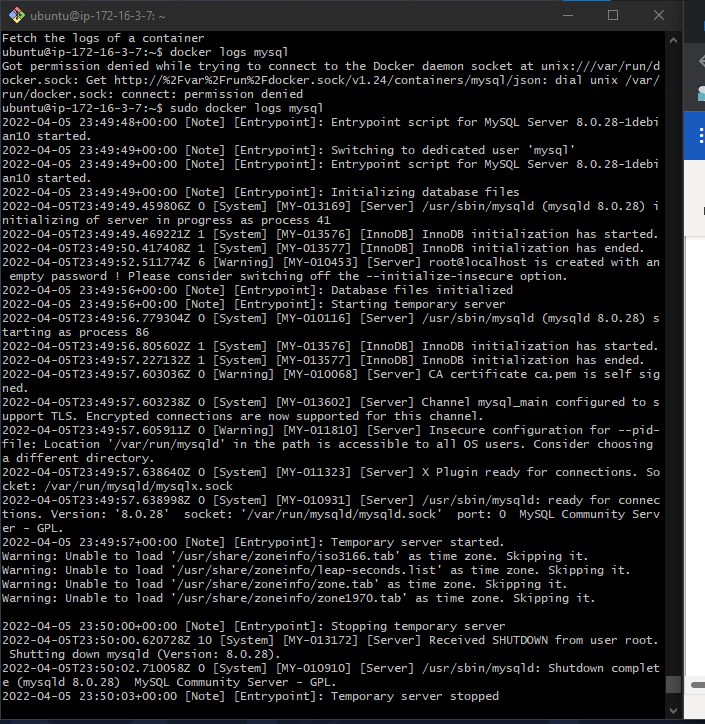 ubuntu@ip-172-16-3-7: ~
Fetch the logs of a container
ubuntu@ip-172-16-3-7:~$ docker logs mysql
Got permission denied while trying to connect to the Docker daemon socket at unix:///var/run/d
ocker.sock: Get http://%2Fvar%2Frun%2Fdocker.sock/v1.24/containers/mysql/json: dial unix /var/
run/docker.sock: connect: permission denied
ubuntu@ip-172-16-3-7:~$ sudo docker logs mysql
2022-04-05 23:49:48+00:00 [Note] [Entrypoint]: Entrypoint script for MySQL Server 8.0.28-1debi
an10 started.
2022-04-05 23:49:49+00:00 [Note] [Entrypoint]: Switching to dedicated user 'mysql'
2022-04-05 23:49:49+00:00 [Note] [Entrypoint]: Entrypoint script for MySQL Server 8.0.28-1debi
an10 started.
2022-04-05 23:49:49+00:00 [Note] [Entrypoint]: Initializing database files
2022-04-05T23:49:49.459806Z 0 [System] [MY-013169] [Server] /usr/sbin/mysqld (mysqld 8.0.28) i
nitializing of server in progress as process 41
2022-04-05T23:49:49.469221Z 1 [System] [MY-013576] [InnoDB] InnoDB initialization has started.
2022-04-05T23:49:50.417408Z 1 [System] [MY-013577] [InnoDB] InnoDB initialization has ended.
2022-04-05T23:49:52.511774Z 6 [Warning] [MY-010453] [Server] root@localhost is created with an
 empty password ! Please consider switching off the --initialize-insecure option.
2022-04-05 23:49:56+00:00 [Note] [Entrypoint]: Database files initialized
2022-04-05 23:49:56+00:00 [Note] [Entrypoint]: Starting temporary server
2022-04-05T23:49:56.779304Z 0 [System] [MY-010116] [Server] /usr/sbin/mysqld (mysqld 8.0.28) s
tarting as process 86
2022-04-05T23:49:56.805602Z 1 [System] [MY-013576] [InnoDB] InnoDB initialization has started.
2022-04-05T23:49:57.227132Z 1 [System] [MY-013577] [InnoDB] InnoDB initialization has ended.
2022-04-05T23:49:57.603036Z 0 [Warning] [MY-010068] [Server] CA certificate ca.pem is self sig
ned.
2022-04-05T23:49:57.603238Z 0 [System] [MY-013602] [Server] Channel mysql_main configured to s
upport TLS. Encrypted connections are now supported for this channel.
2022-04-05T23:49:57.605911Z 0 [Warning] [MY-011810] [Server] Insecure configuration for --pid-
file: Location '/var/run/mysqld' in the path is accessible to all OS users. Consider choosing
a different directory.
2022-04-05T23:49:57.638640Z 0 [System] [MY-011323] [Server] X Plugin ready for connections. So
cket: /var/run/mysqld/mysqlx.sock
2022-04-05T23:49:57.638998Z 0 [System] [MY-010931] [Server] /usr/sbin/mysqld: ready for connec
tions. Version: '8.0.28'  socket: '/var/run/mysqld/mysqld.sock'  port: 0  MySQL Community Serv
er - GPL.
2022-04-05 23:49:57+00:00 [Note] [Entrypoint]: Temporary server started.
Warning: Unable to load '/usr/share/zoneinfo/iso3166.tab' as time zone. Skipping it.
Warning: Unable to load '/usr/share/zoneinfo/leap-seconds.list' as time zone. Skipping it.
Warning: Unable to load '/usr/share/zoneinfo/zone.tab' as time zone. Skipping it.
Warning: Unable to load '/usr/share/zoneinfo/zone1970.tab' as time zone. Skipping it.
2022-04-05 23:50:00+00:00 [Note] [Entrypoint]: Stopping temporary server
2022-04-05T23:50:00.620728Z 10 [System] [MY-013172] [Server] Received SHUTDOWN from user root.
 Shutting down mysqld (Version: 8.0.28).
2022-04-05T23:50:02.710058Z 0 [System] [MY-010910] [Server] /usr/sbin/mysqld: Shutdown complet
e (mysqld 8.0.28)  MySQL Community Server - GPL.
2022-04-05 23:50:03+00:00 [Note] [Entrypoint]: Temporary server stopped